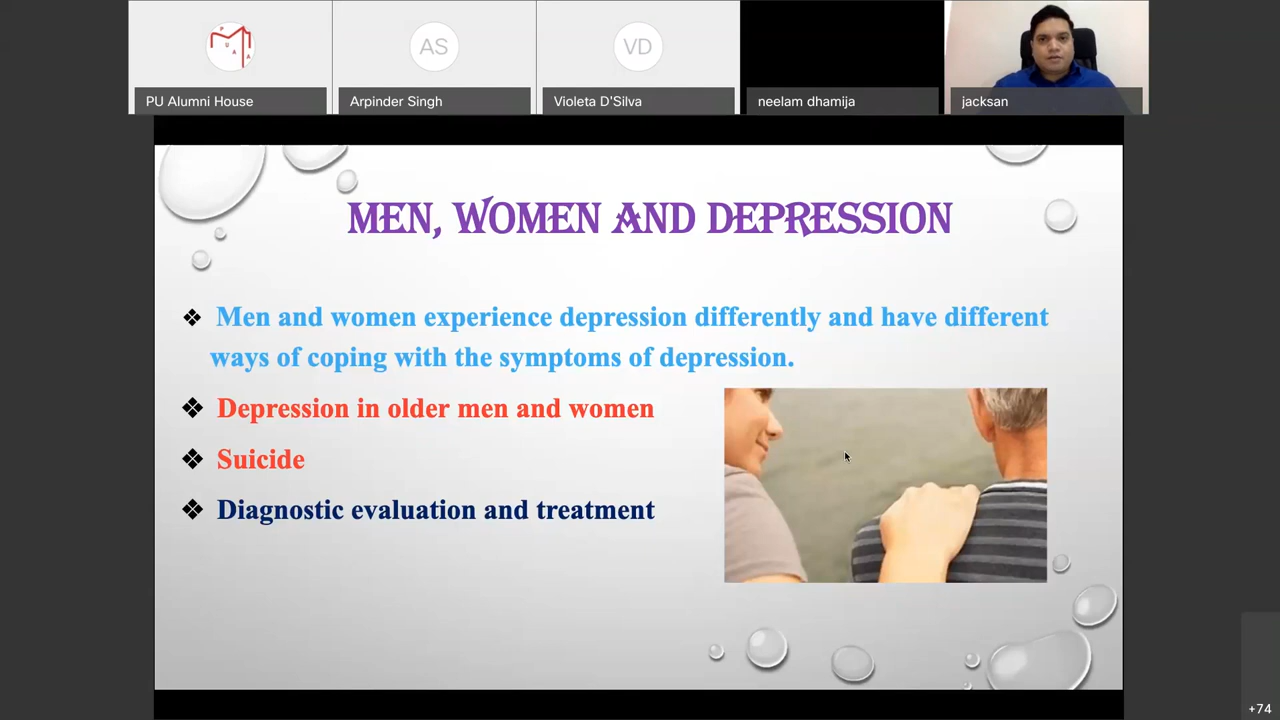 AS
VD
PU Alumni House
Arpinder Singh
Violeta D'Silva
neelam dhamija
jacksan
MEN, WOMEN AND DEPRESSION
❖ Men and women experience depression differently and have different
ways of coping with the symptoms of depression.
❖ Depression in older men and women
❖ Suicide
❖ Diagnostic evaluation and treatment
+74